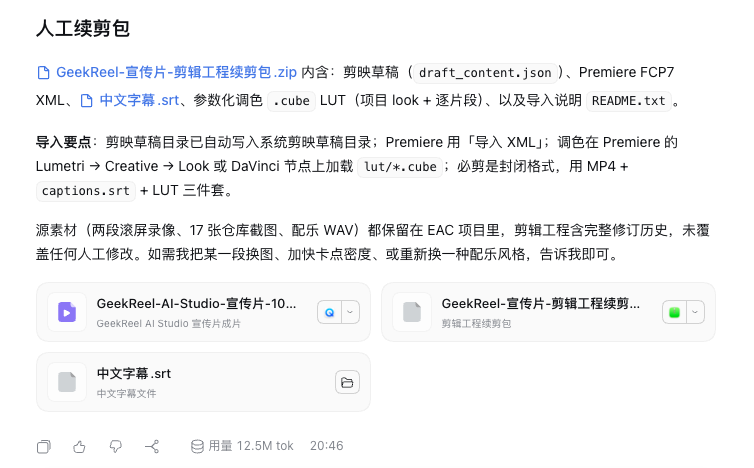 人工续剪包
GeekReel-宣传片-剪辑工程续剪包.zip 内含：剪映草稿（ draft_content.json ）、Premiere FCP7
XML、 中文字幕.srt、参数化调色 .cube LUT（项目 look + 逐片段）、以及导入说明 README.txt 。
导入要点：剪映草稿目录已自动写入系统剪映草稿目录；Premiere 用「导入 XML」；调色在 Premiere 的
Lumetri → Creative → Look 或 DaVinci 节点上加载 lut/*.cube ；必剪是封闭格式，用 MP4 +
captions.srt + LUT 三件套。
源素材（两段滚屏录像、17 张仓库截图、配乐 WAV）都保留在 EAC 项目里，剪辑工程含完整修订历史，未覆
盖任何人工修改。如需我把某一段换图、加快卡点密度、或重新换一种配乐风格，告诉我即可。
GeekReel-AI-Studio-宣传片-10...
GeekReel AI Studio 宣传片成片
GeekReel-宣传片-剪辑工程续剪...
剪辑工程续剪包
中文字幕.srt
中文字幕文件
用量 12.5M tok 20:46